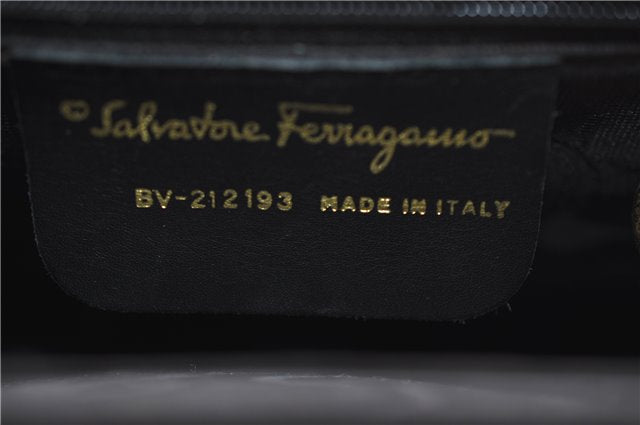 © Salvatore Ferragamo
BV-212193 MADE IN ITALY